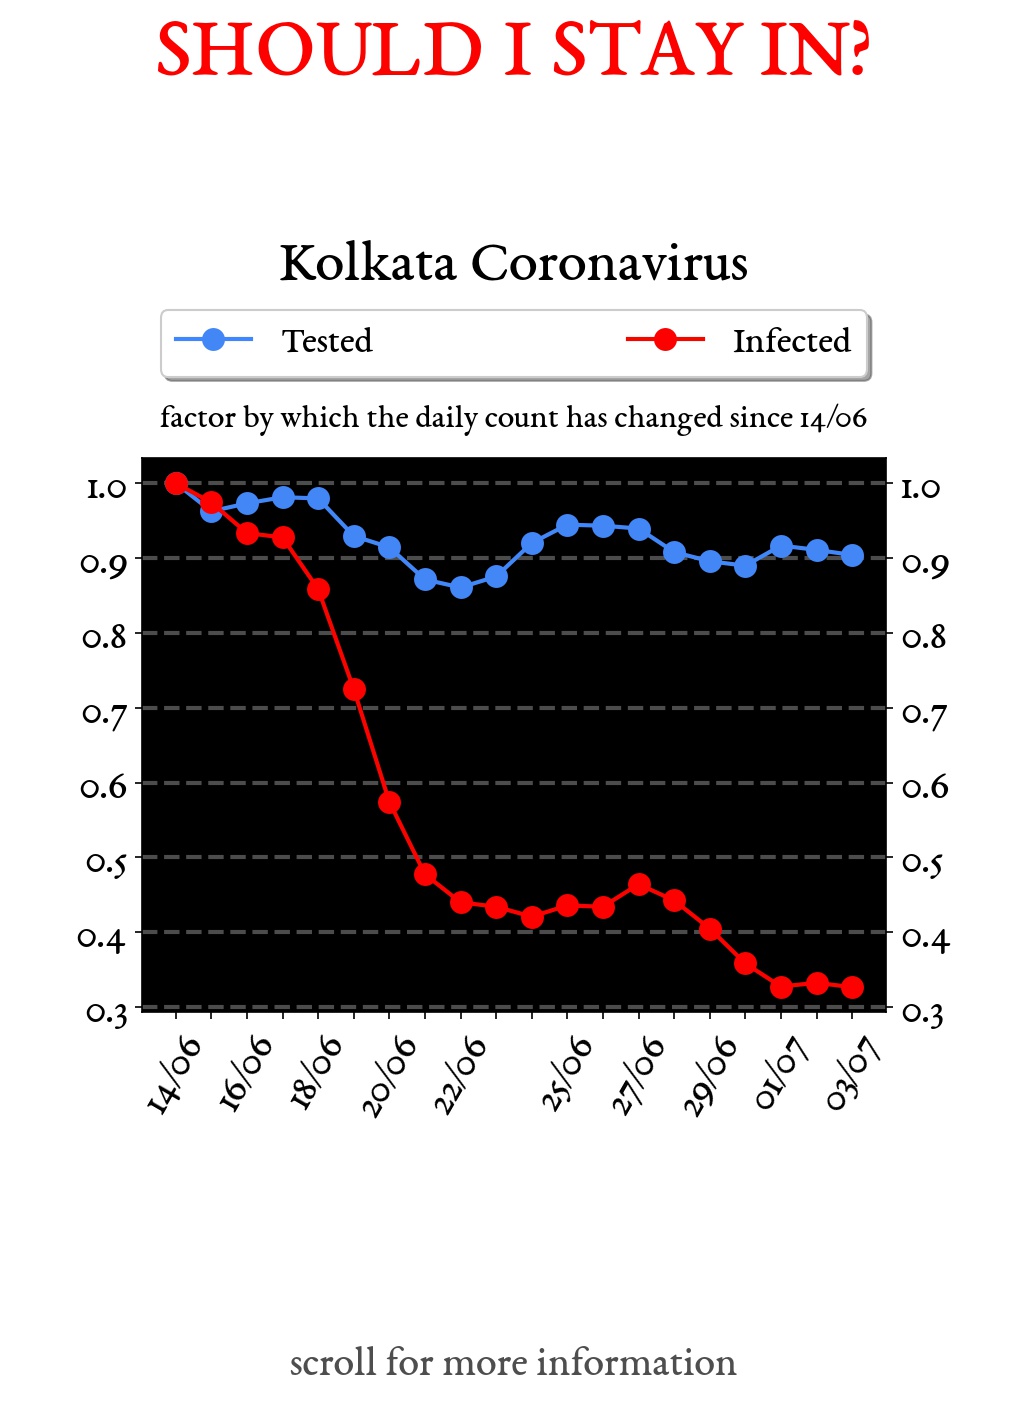 SHOULD I STAY IN?
Kolkata Coronavirus
Tested Infected
factor by which the daily count has changed since 14/06
1.0 1.0
0.9 0.9
0.8 0.8
0.7 0.7
0.6 0.6
0.5 0.5
0.4 0.4
0.3 0.3
14/06 16/06 18/06 20/06 22/06 25/06 27/06 29/06 01/07 03/07
scroll for more information